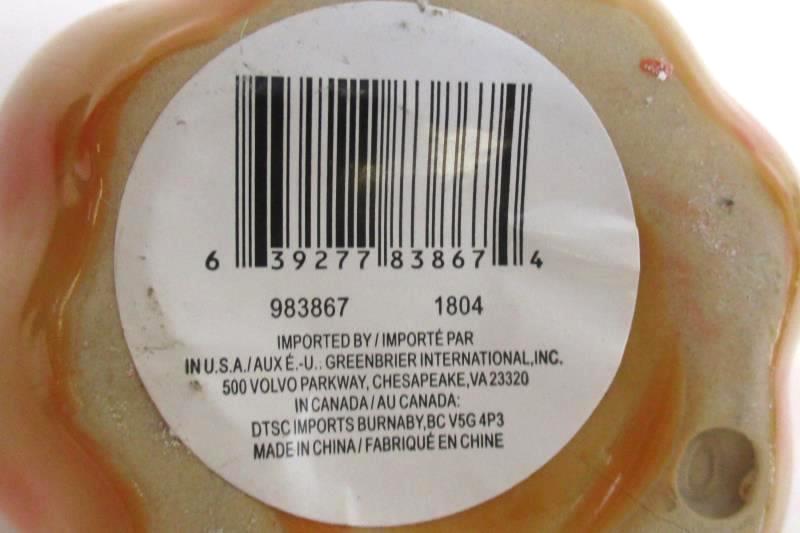 6 39277 83867 4
983867 1804
IMPORTED BY / IMPORTÉ PAR
IN U.S.A./AUX É.-U.: GREENBRIER INTERNATIONAL,INC.
500 VOLVO PARKWAY, CHESAPEAKE,VA 23320
IN CANADA / AU CANADA:
DTSC IMPORTS BURNABY,BC V5G 4P3
MADE IN CHINA / FABRIQUÉ EN CHINE